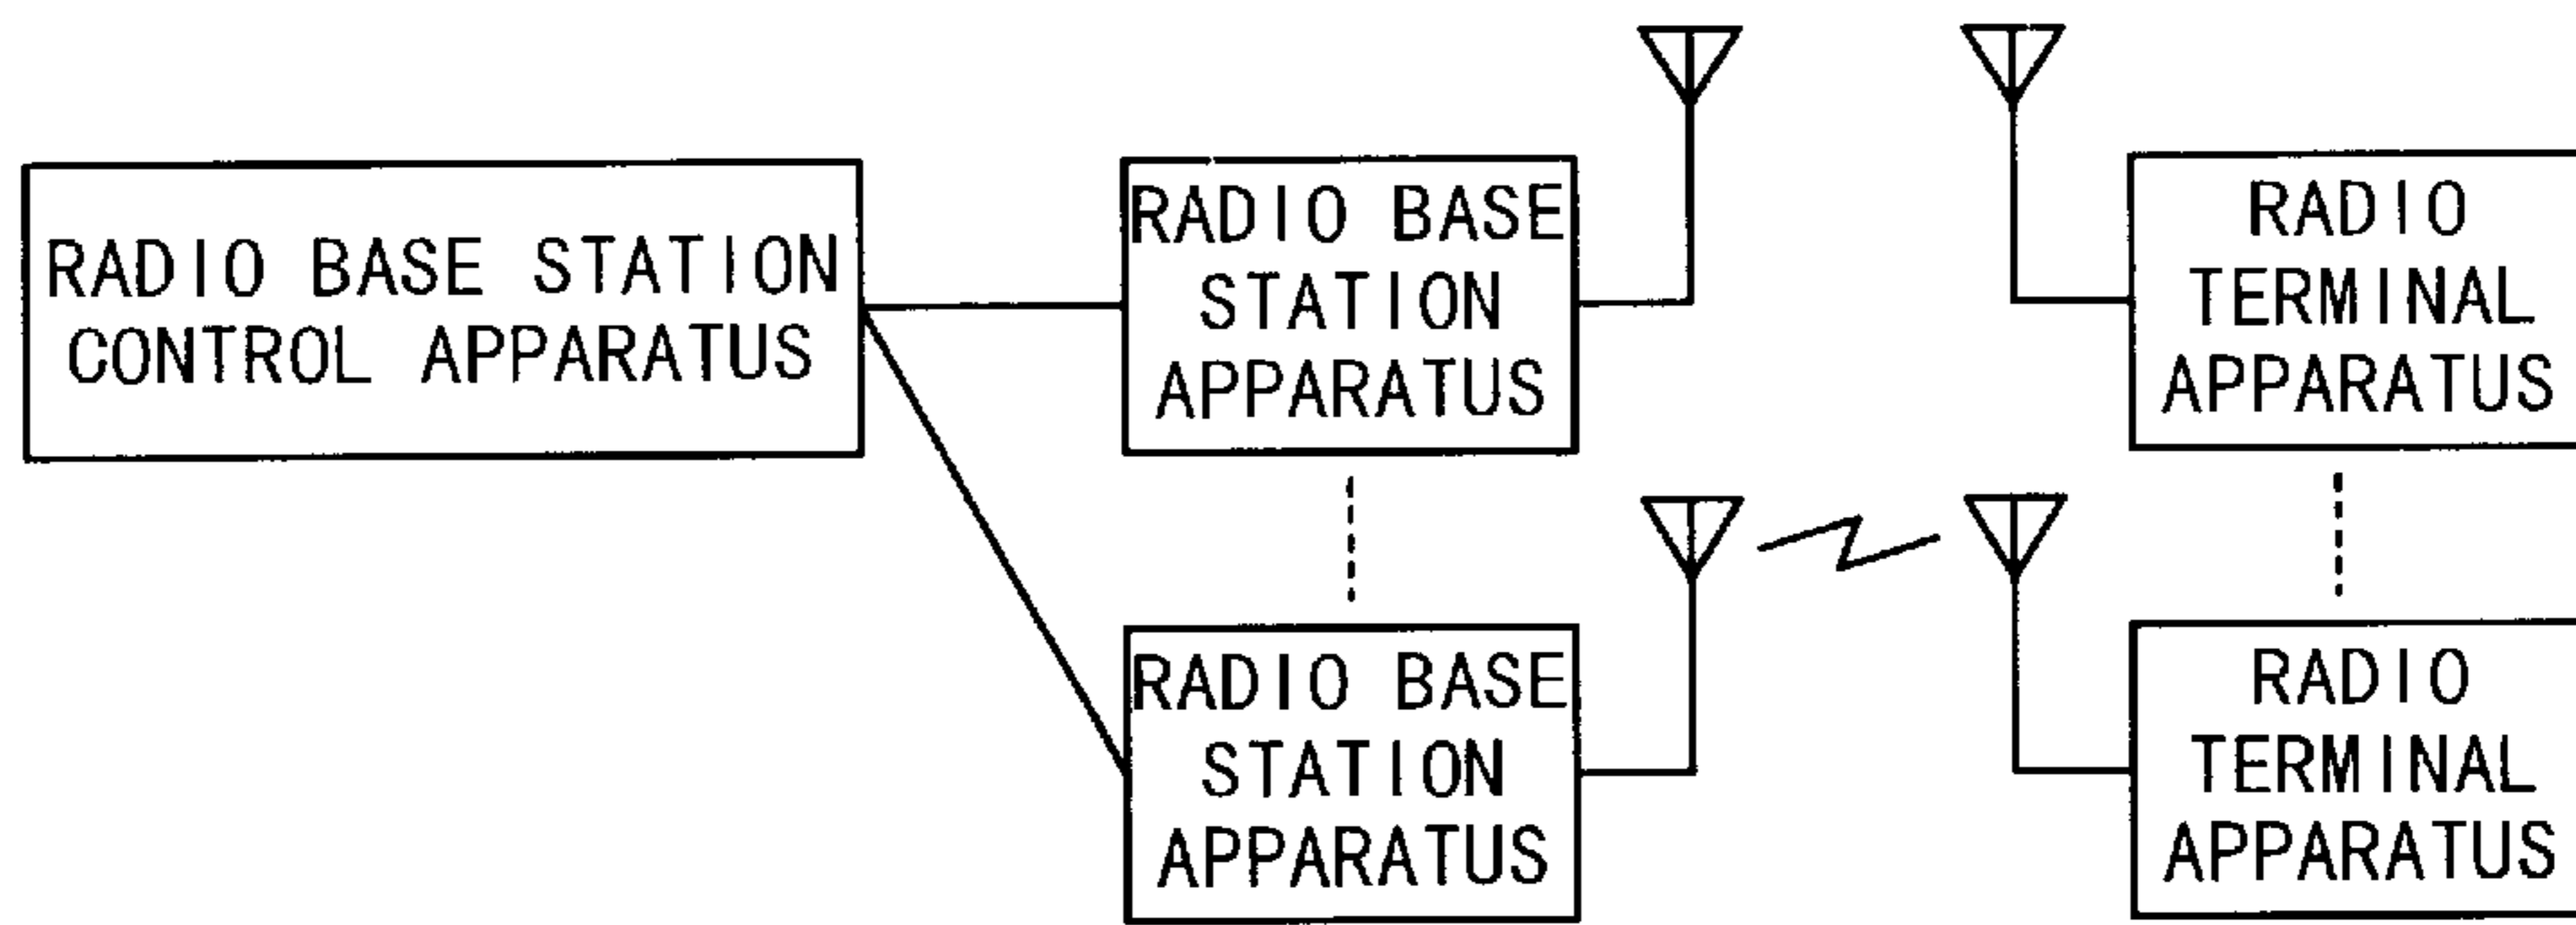 RADIO BASE STATION
CONTROL APPARATUS
RADIO BASE
STATION
APPARATUS
RADIO
TERMINAL
APPARATUS
RADIO BASE
STATION
APPARATUS
RADIO
TERMINAL
APPARATUS